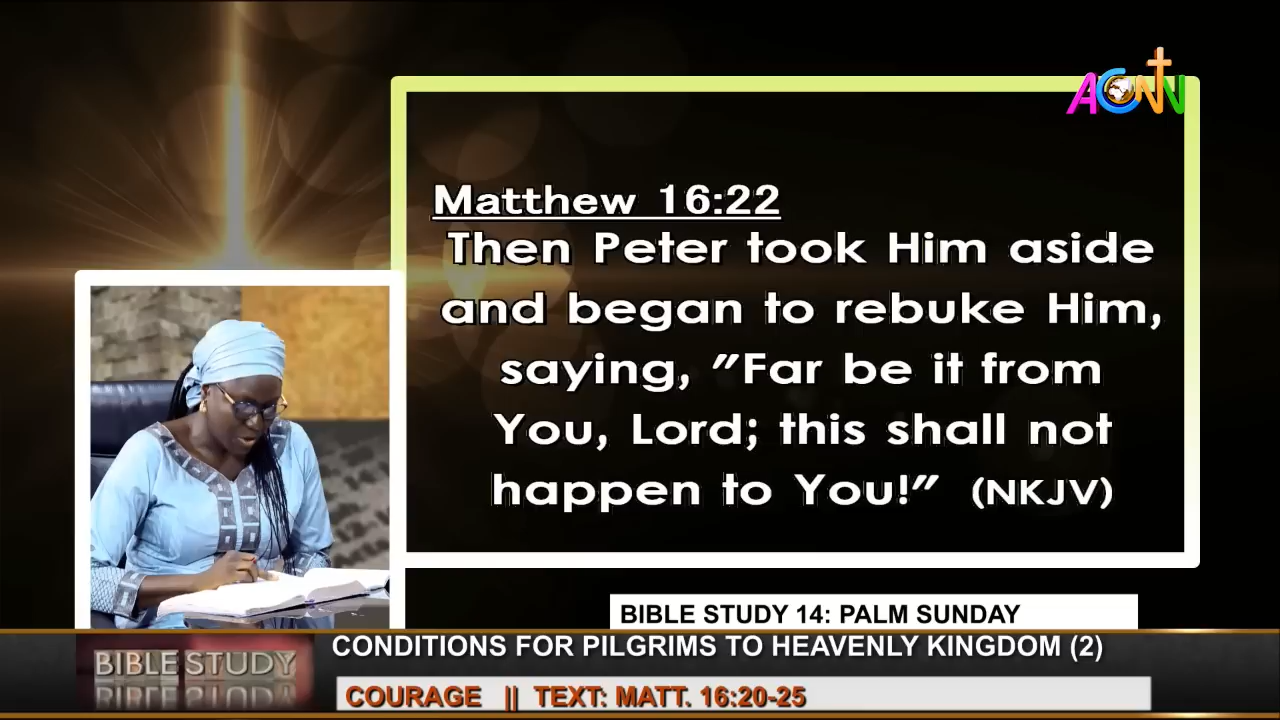 ACNN
Matthew 16:22
Then Peter took Him aside
and began to rebuke Him,
saying, "Far be it from
You, Lord; this shall not
happen to You!" (NKJV)
BIBLE STUDY 14: PALM SUNDAY
CONDITIONS FOR PILGRIMS TO HEAVENLY KINGDOM (2)
BIBLE STUDY
COURAGE || TEXT: MATT. 16:20-25